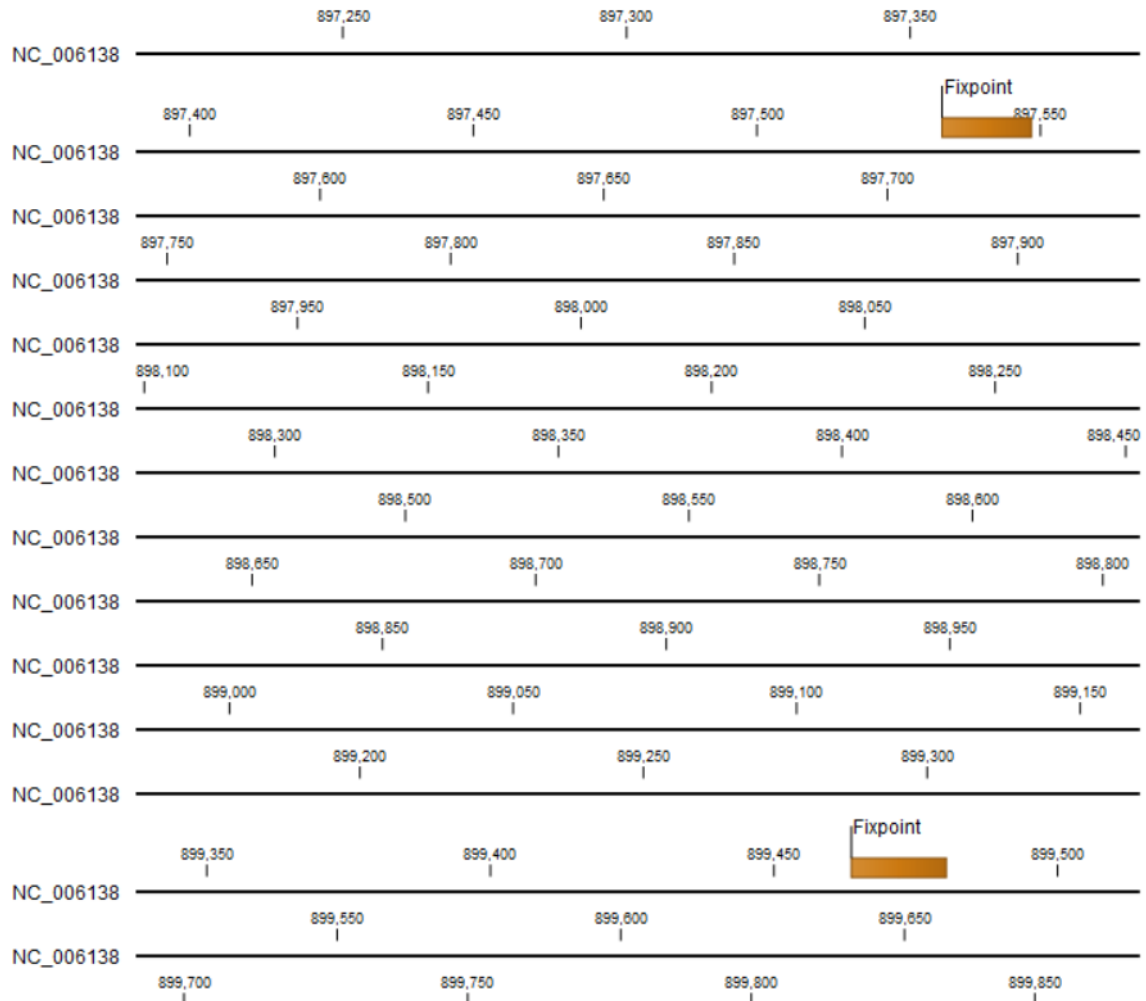 897,250 897,300 897,350
NC_006138
Fixpoint
897,400 897,450 897,500 897,550
NC_006138
897,600 897,650 897,700
NC_006138
897,750 897,800 897,850 897,900
NC_006138
897,950 898,000 898,050
NC_006138
898,100 898,150 898,200 898,250
NC_006138
898,300 898,350 898,400 898,450
NC_006138
898,500 898,550 898,600
NC_006138
898,650 898,700 898,750 898,800
NC_006138
898,850 898,900 898,950
NC_006138
899,000 899,050 899,100 899,150
NC_006138
899,200 899,250 899,300
NC_006138
Fixpoint
899,350 899,400 899,450 899,500
NC_006138
899,550 899,600 899,650
NC_006138
899,700 899,750 899,800 899,850